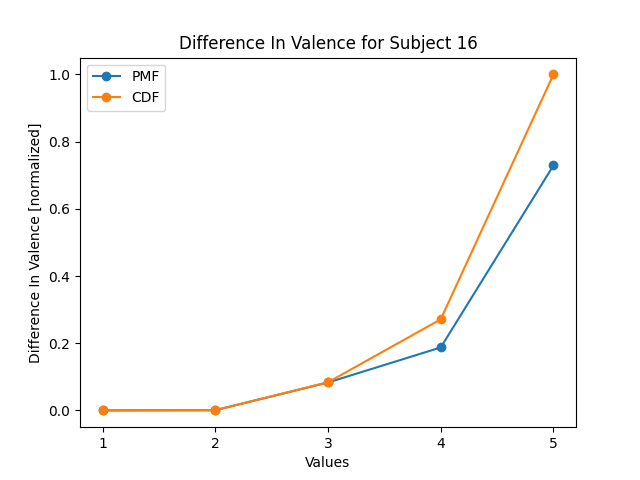 Difference In Valence for Subject 16
PMF
CDF
Difference In Valence [normalized]
1.0
0.8
0.6
0.4
0.2
0.0
1 2 3 4 5
Values